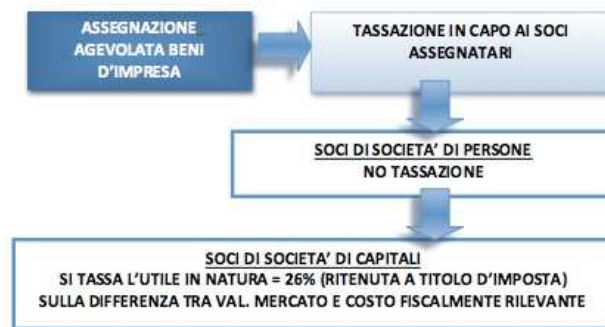 ASSEGNAZIONE
AGEVOLATA BENI
D'IMPRESA
TASSAZIONE IN CAPO AI SOCI
ASSEGNATARI
SOCI DI SOCIETA' DI PERSONE
NO TASSAZIONE
SOCI DI SOCIETA' DI CAPITALI
SI TASSA L'UTILE IN NATURA = 26% (RITENUTA A TITOLO D'IMPOSTA)
SULLA DIFFERENZA TRA VAL. MERCATO E COSTO FISCALMENTE RILEVANTE